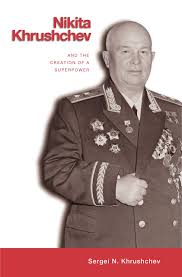 Nikita
Khrushchev
AND THE
CREATION OF A
SUPERPOWER
Sergei N. Khrushchev